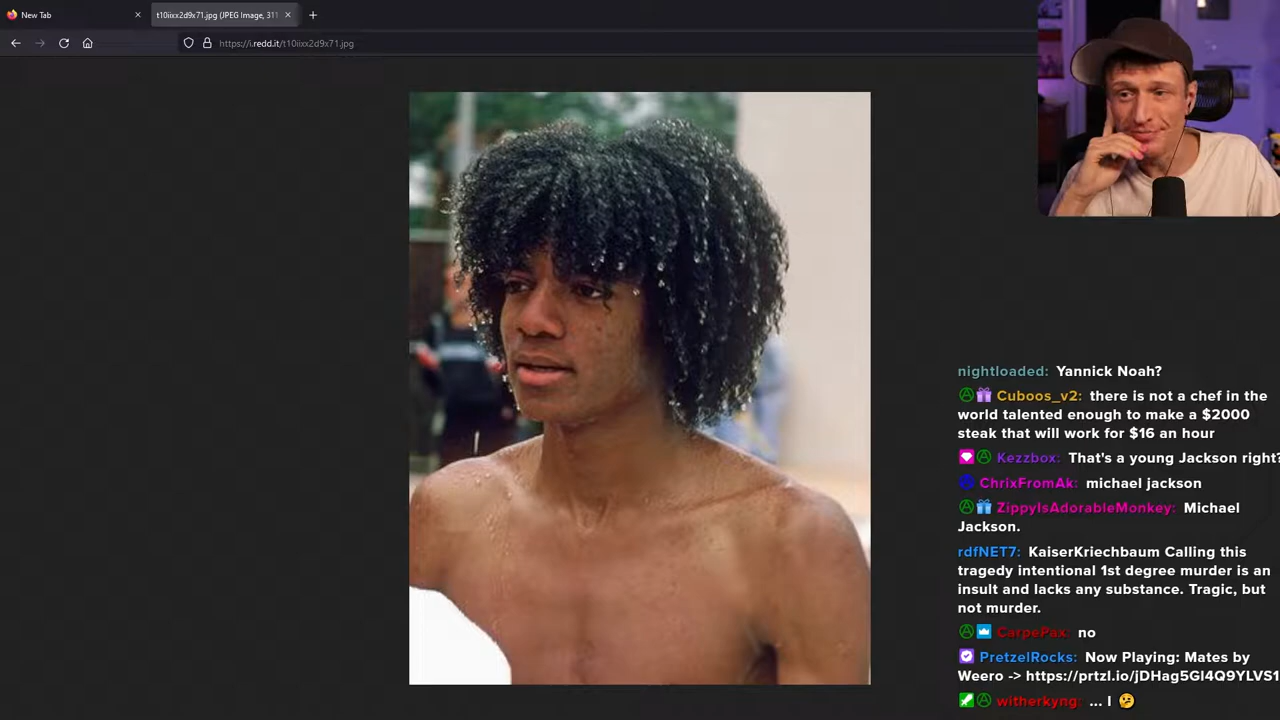 New Tab
t10iixx2d9x71.jpg (JPEG Image, 311
https://i.redd.it/t10iixx2d9x71.jpg
nightloaded: Yannick Noah?
Cuboos_v2: there is not a chef in the
world talented enough to make a $2000
steak that will work for $16 an hour
Kezzbox: That's a young Jackson right?
ChrixFromAk: michael jackson
ZippyIsAdorableMonkey: Michael
Jackson.
rdfNET7: KaiserKriechbaum Calling this
tragedy intentional 1st degree murder is an
insult and lacks any substance. Tragic, but
not murder.
CarpePax: no
PretzelRocks: Now Playing: Mates by
Weero -> https://prtzl.io/jDHag5Gl4Q9YLVS1
witherkyng: ... I 🤔